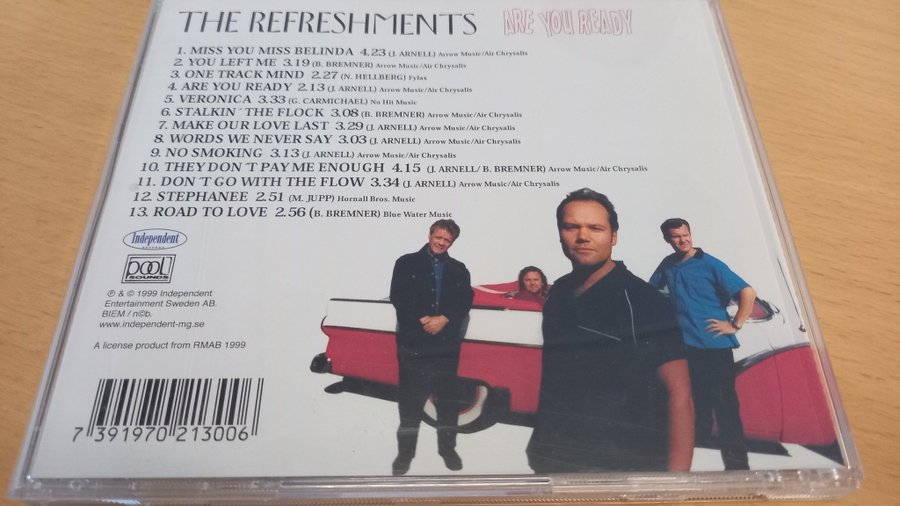 THE REFRESHMENTS ARE YOU READY
1. MISS YOU MISS BELINDA 4.23 (J. ARNELL) Arrow Music/Air Chrysalis
2. YOU LEFT ME 3.19 (B. BREMNER) Arrow Music/Air Chrysalis
3. ONE TRACK MIND 2.27 (N. HELLBERG) Fylas
4. ARE YOU READY 2.13 (J. ARNELL) Arrow Music/Air Chrysalis
5. VERONICA 3.33 (G. CARMICHAEL) No Hit Music
6. STALKIN´ THE FLOCK 3.08 (B. BREMNER) Arrow Music/Air Chrysalis
7. MAKE OUR LOVE LAST 3.29 (J. ARNELL) Arrow Music/Air Chrysalis
8. WORDS WE NEVER SAY 3.03 (J. ARNELL) Arrow Music/Air Chrysalis
9. NO SMOKING 3.13 (J. ARNELL) Arrow Music/Air Chrysalis
10. THEY DON´T PAY ME ENOUGH 4.15 (J. ARNELL/ B. BREMNER) Arrow Music/Air Chrysalis
11. DON´T GO WITH THE FLOW 3.34 (J. ARNELL) Arrow Music/Air Chrysalis
12. STEPHANEE 2.51 (M. JUPP) Hornall Bros. Music
13. ROAD TO LOVE 2.56 (B. BREMNER) Blue Water Music
Independent
RECORDS
POOL
SOUNDS
℗ & © 1999 Independent
Entertainment Sweden AB.
BIEM / n©b.
www.independent-mg.se
A license product from RMAB 1999
7 391970 213006